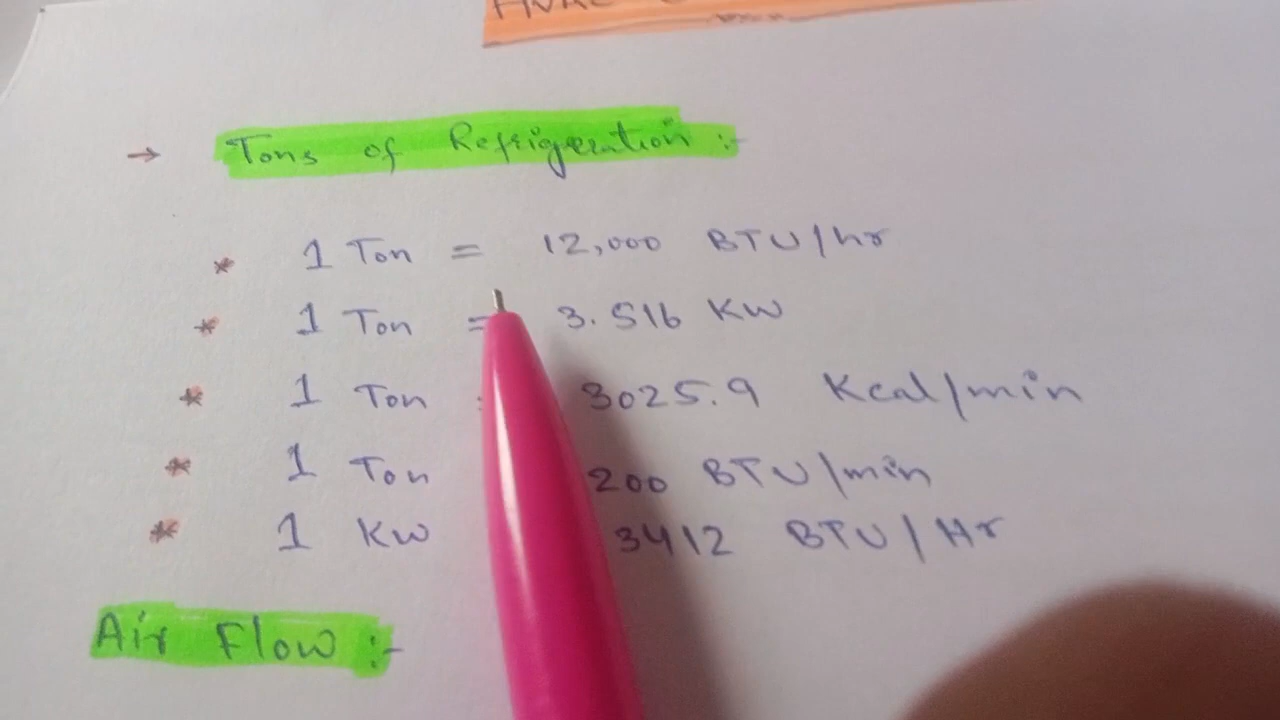 → Tons of Refrigeration :-
* 1 Ton = 12,000 BTU/hr
* 1 Ton = 3.516 KW
* 1 Ton 3025.9 Kcal/min
* 1 Ton 200 BTU/min
* 1 KW 3412 BTU/Hr
Air Flow :-